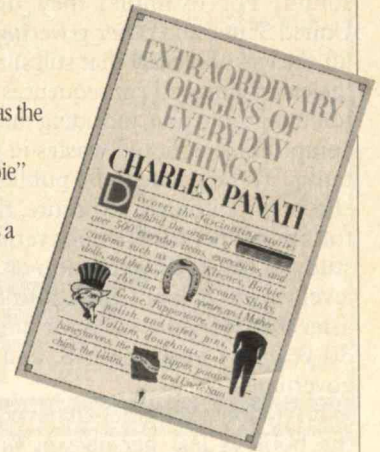 as the
bie"
a
EXTRAORDINARY
ORIGINS OF
EVERYDAY
THINGS
CHARLES PANATI
Discover the fascinating stories
behind the origins of
over 500 everyday items, expressions, and
customs such as Kleenex, Barbie
dolls, and the Boy Scouts, Slinky,
the can opener, and Mother
Goose, Tupperware, nail
polish and safety pins,
Valium, doughnuts, and
honeymoons, the zipper, potato
chips, the bikini, and Uncle Sam